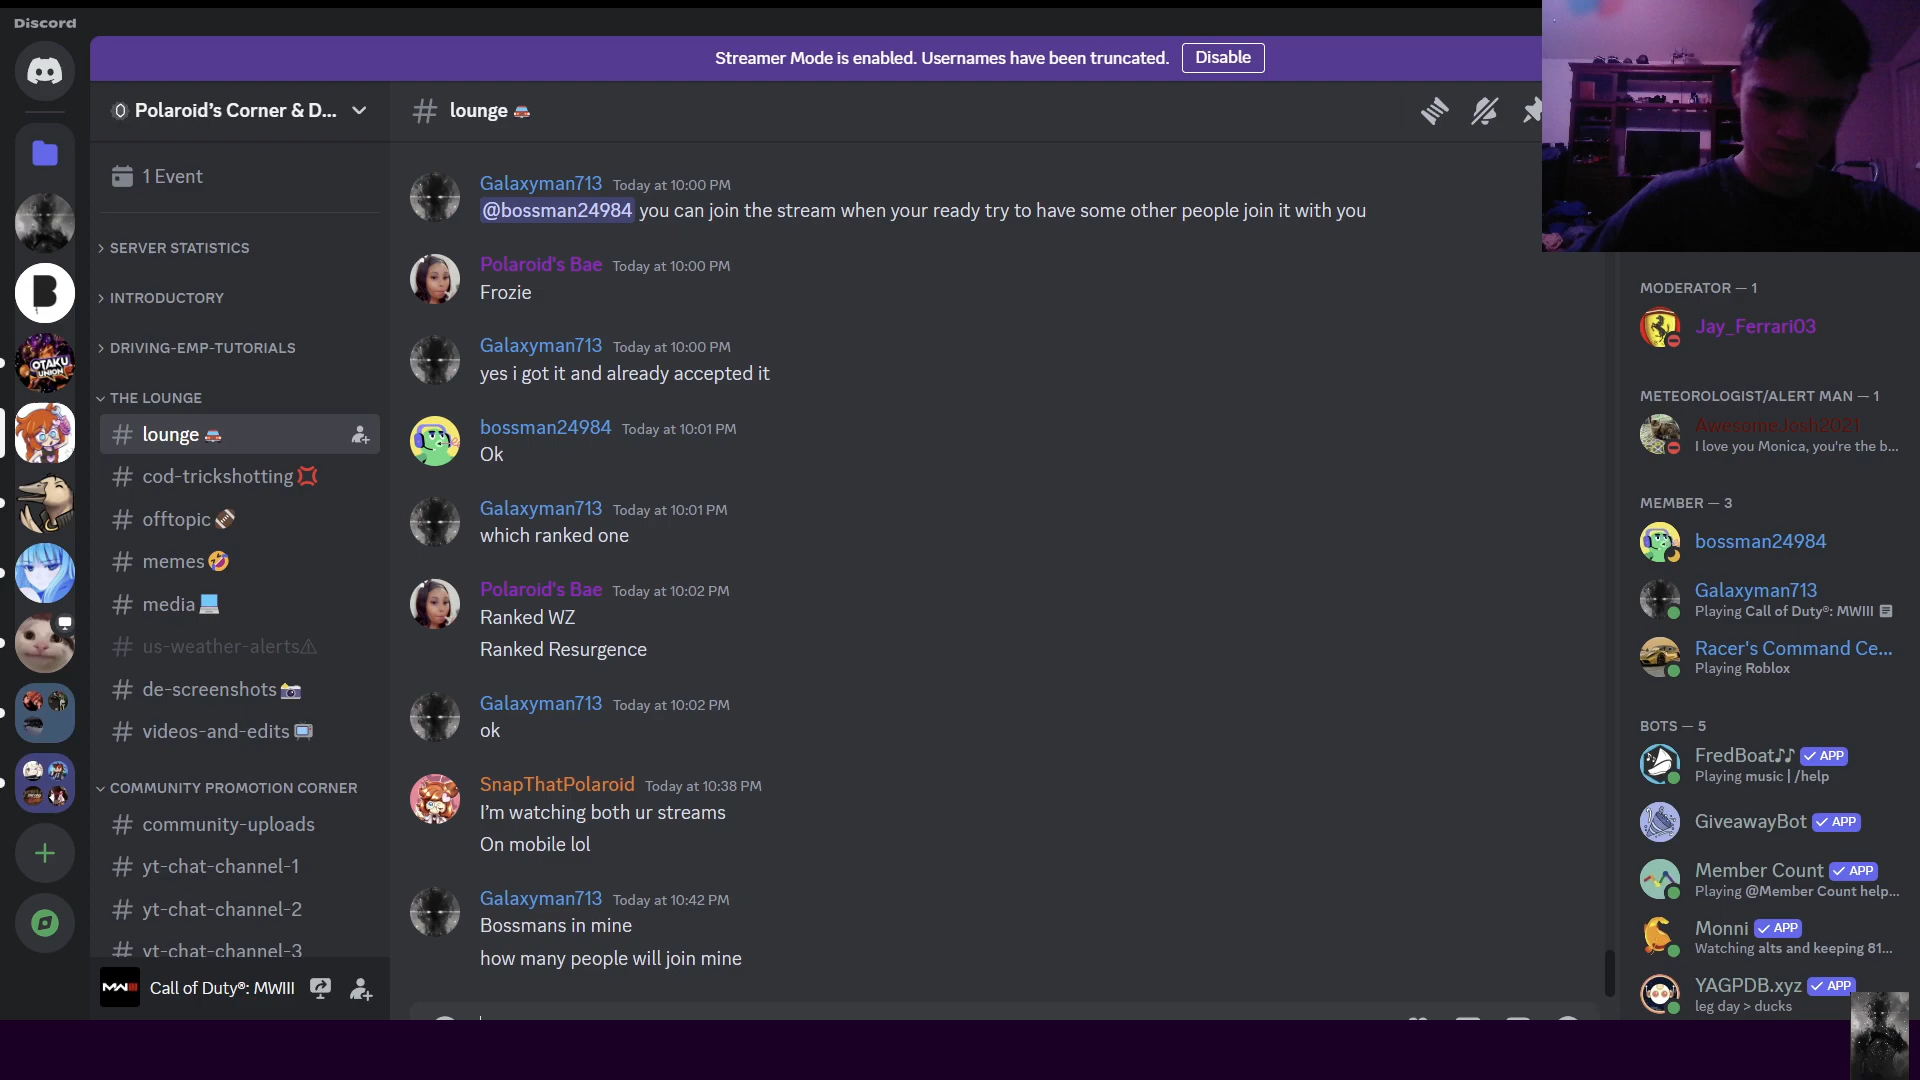 Discord
Streamer Mode is enabled. Usernames have been truncated.
Disable
Polaroid's Corner & D...
1 Event
SERVER STATISTICS
INTRODUCTORY
DRIVING-EMP-TUTORIALS
THE LOUNGE
lounge
cod-trickshotting
offtopic
memes
media
us-weather-alerts
de-screenshots
videos-and-edits
COMMUNITY PROMOTION CORNER
community-uploads
yt-chat-channel-1
yt-chat-channel-2
yt-chat-channel-3
Call of Duty®: MWIII
OTAKU
UNION
B
lounge
Galaxyman713 Today at 10:00 PM
@bossman24984 you can join the stream when your ready try to have some other people join it with you
Polaroid's Bae Today at 10:00 PM
Frozie
Galaxyman713 Today at 10:00 PM
yes i got it and already accepted it
bossman24984 Today at 10:01 PM
Ok
Galaxyman713 Today at 10:01 PM
which ranked one
Polaroid's Bae Today at 10:02 PM
Ranked WZ
Ranked Resurgence
Galaxyman713 Today at 10:02 PM
ok
SnapThatPolaroid Today at 10:38 PM
I'm watching both ur streams
On mobile lol
Galaxyman713 Today at 10:42 PM
Bossmans in mine
how many people will join mine
MODERATOR — 1
Jay_Ferrari03
METEOROLOGIST/ALERT MAN — 1
AwesomeJosh2021
I love you Monica, you're the b...
MEMBER — 3
bossman24984
Galaxyman713
Playing Call of Duty®: MWIII
Racer's Command Ce...
Playing Roblox
BOTS — 5
FredBoat♪♪ ✓ APP
Playing music | /help
GiveawayBot ✓ APP
Member Count ✓ APP
Playing @Member Count help...
Monni ✓ APP
Watching alts and keeping 81...
YAGPDB.xyz ✓ APP
leg day > ducks